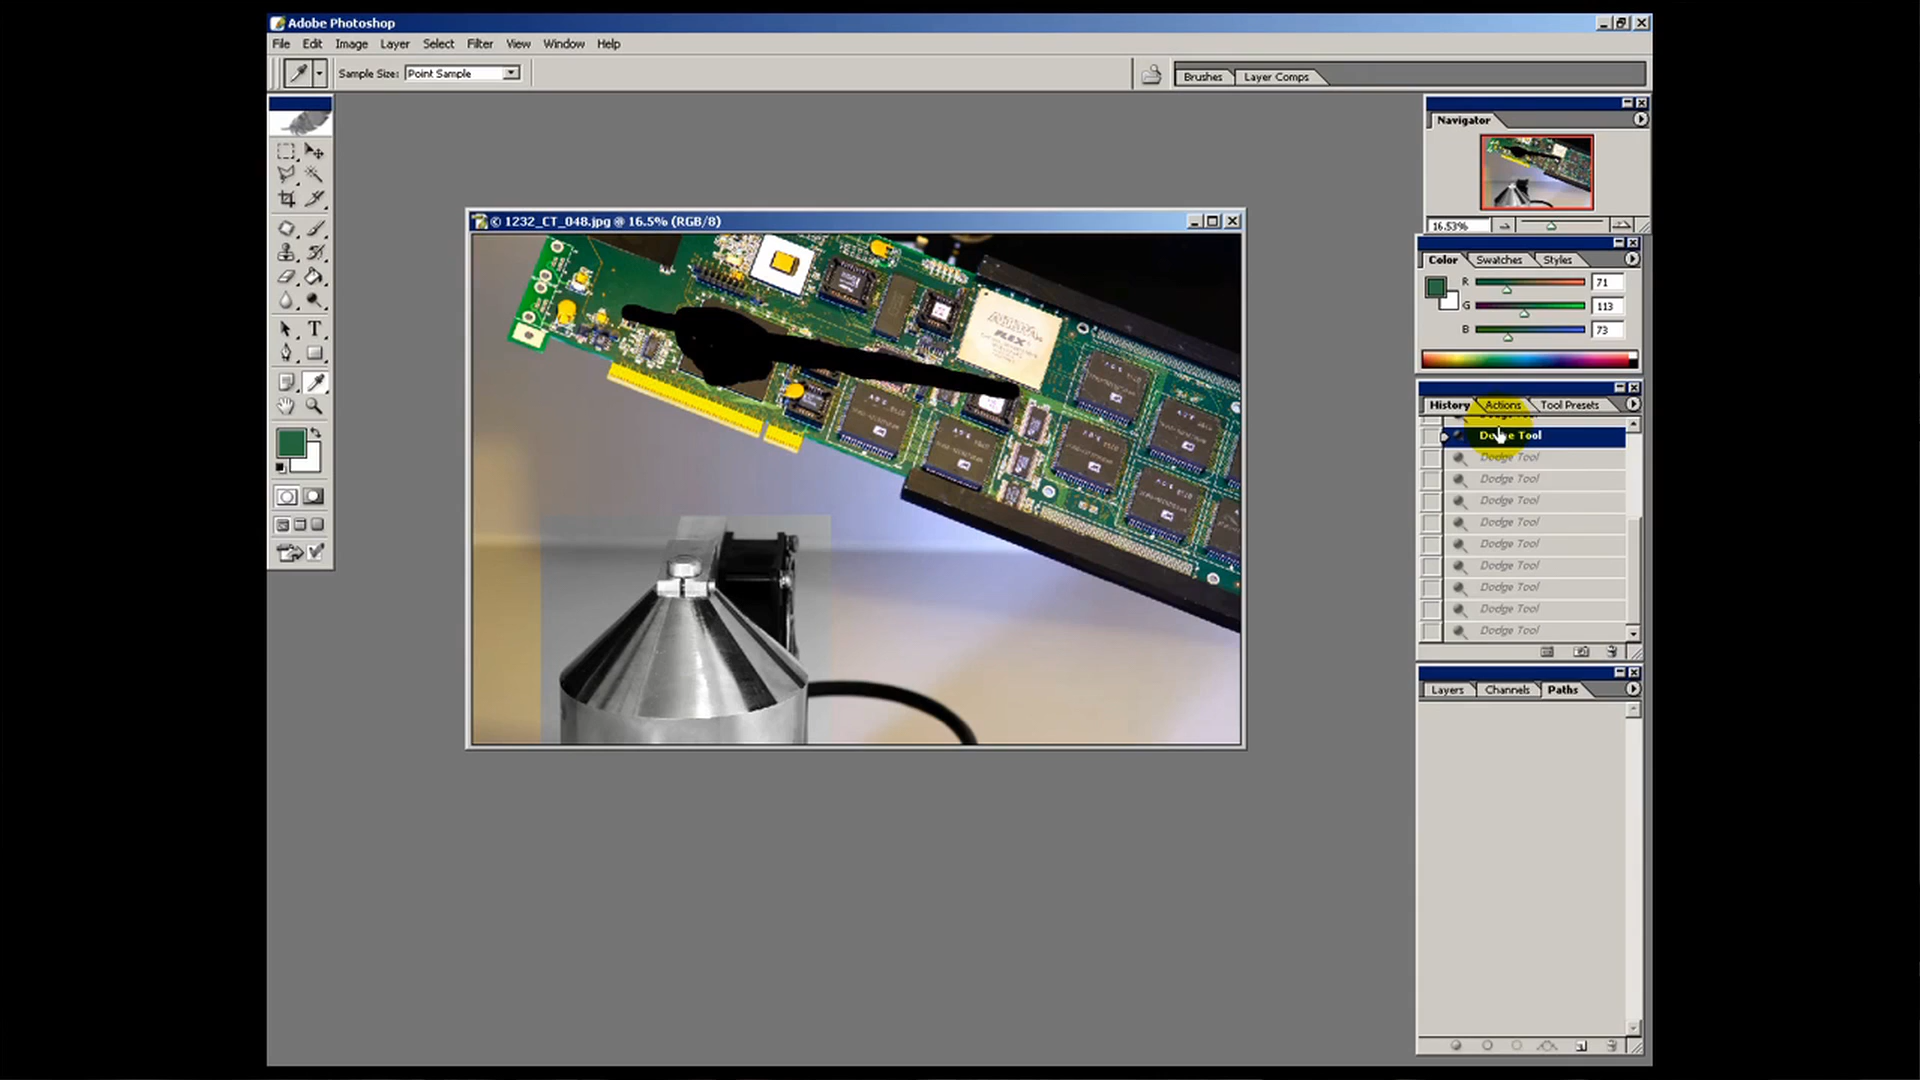 Adobe Photoshop
File Edit Image Layer Select Filter View Window Help
Sample Size: Point Sample
Brushes Layer Comps
Navigator
16.53%
© 1232_CT_048.jpg @ 16.5% (RGB/8)
Color Swatches Styles
R 71
G 113
B 73
History Actions Tool Presets
Dodge Tool
Dodge Tool
Dodge Tool
Dodge Tool
Dodge Tool
Dodge Tool
Dodge Tool
Dodge Tool
Dodge Tool
Dodge Tool
Layers Channels Paths
FLEX